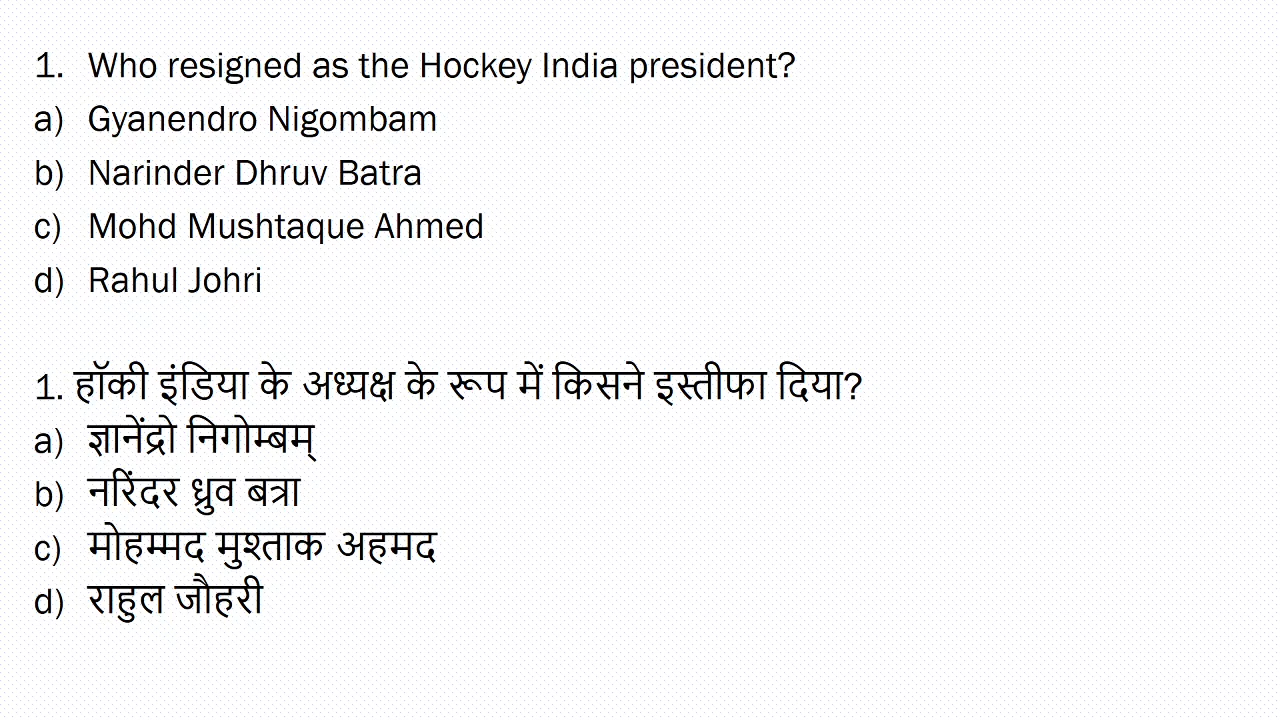 1. Who resigned as the Hockey India president?
a) Gyanendro Nigombam
b) Narinder Dhruv Batra
c) Mohd Mushtaque Ahmed
d) Rahul Johri
1. हॉकी इंडिया के अध्यक्ष के रूप में किसने इस्तीफा दिया?
a) ज्ञानेंद्रो निगोम्बम्
b) नरिंदर ध्रुव बत्रा
c) मोहम्मद मुश्ताक अहमद
d) राहुल जौहरी